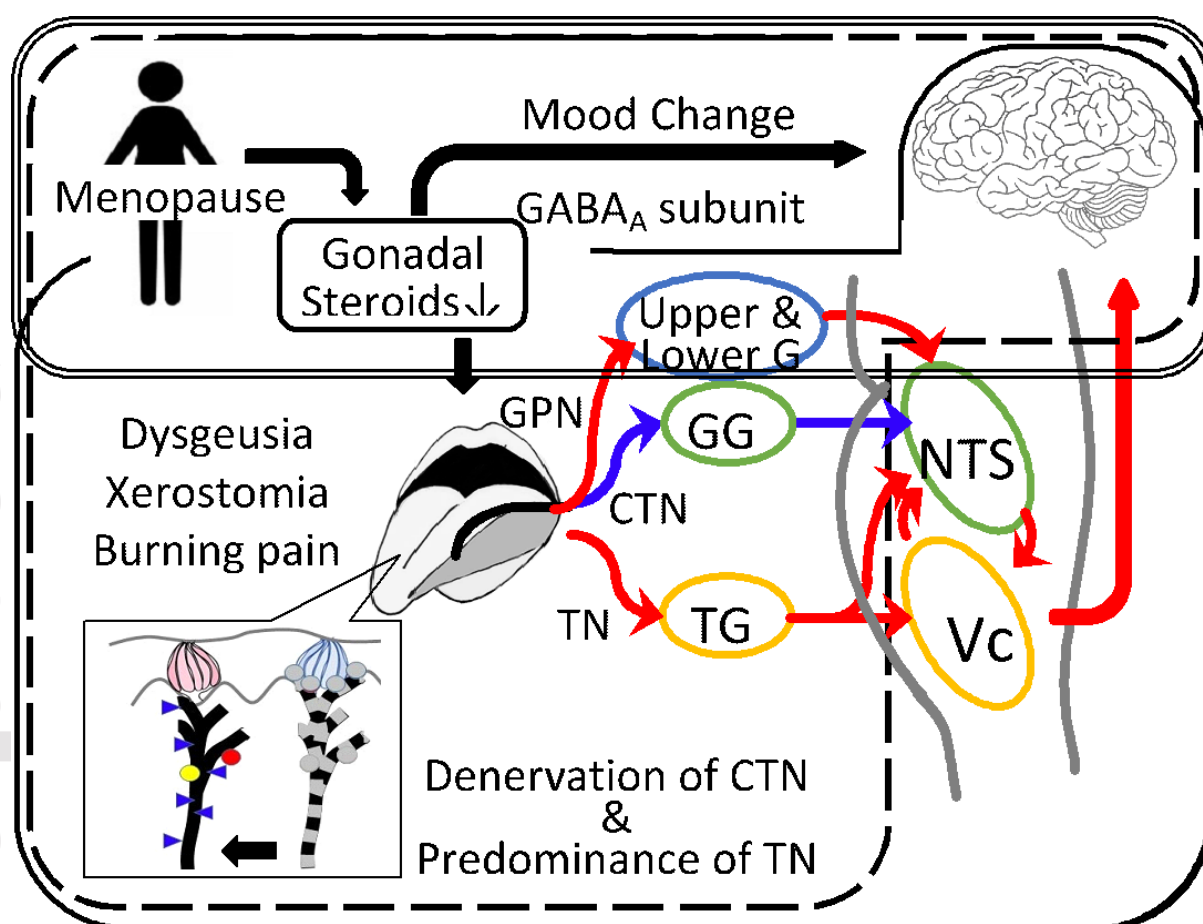 Mood Change
Menopause
GABA_A subunit
Gonadal
Steroids↓
Upper &
Lower G
GPN
GG
Dysgeusia
Xerostomia
Burning pain
CTN
NTS
TN
TG
Vc
Denervation of CTN
&
Predominance of TN